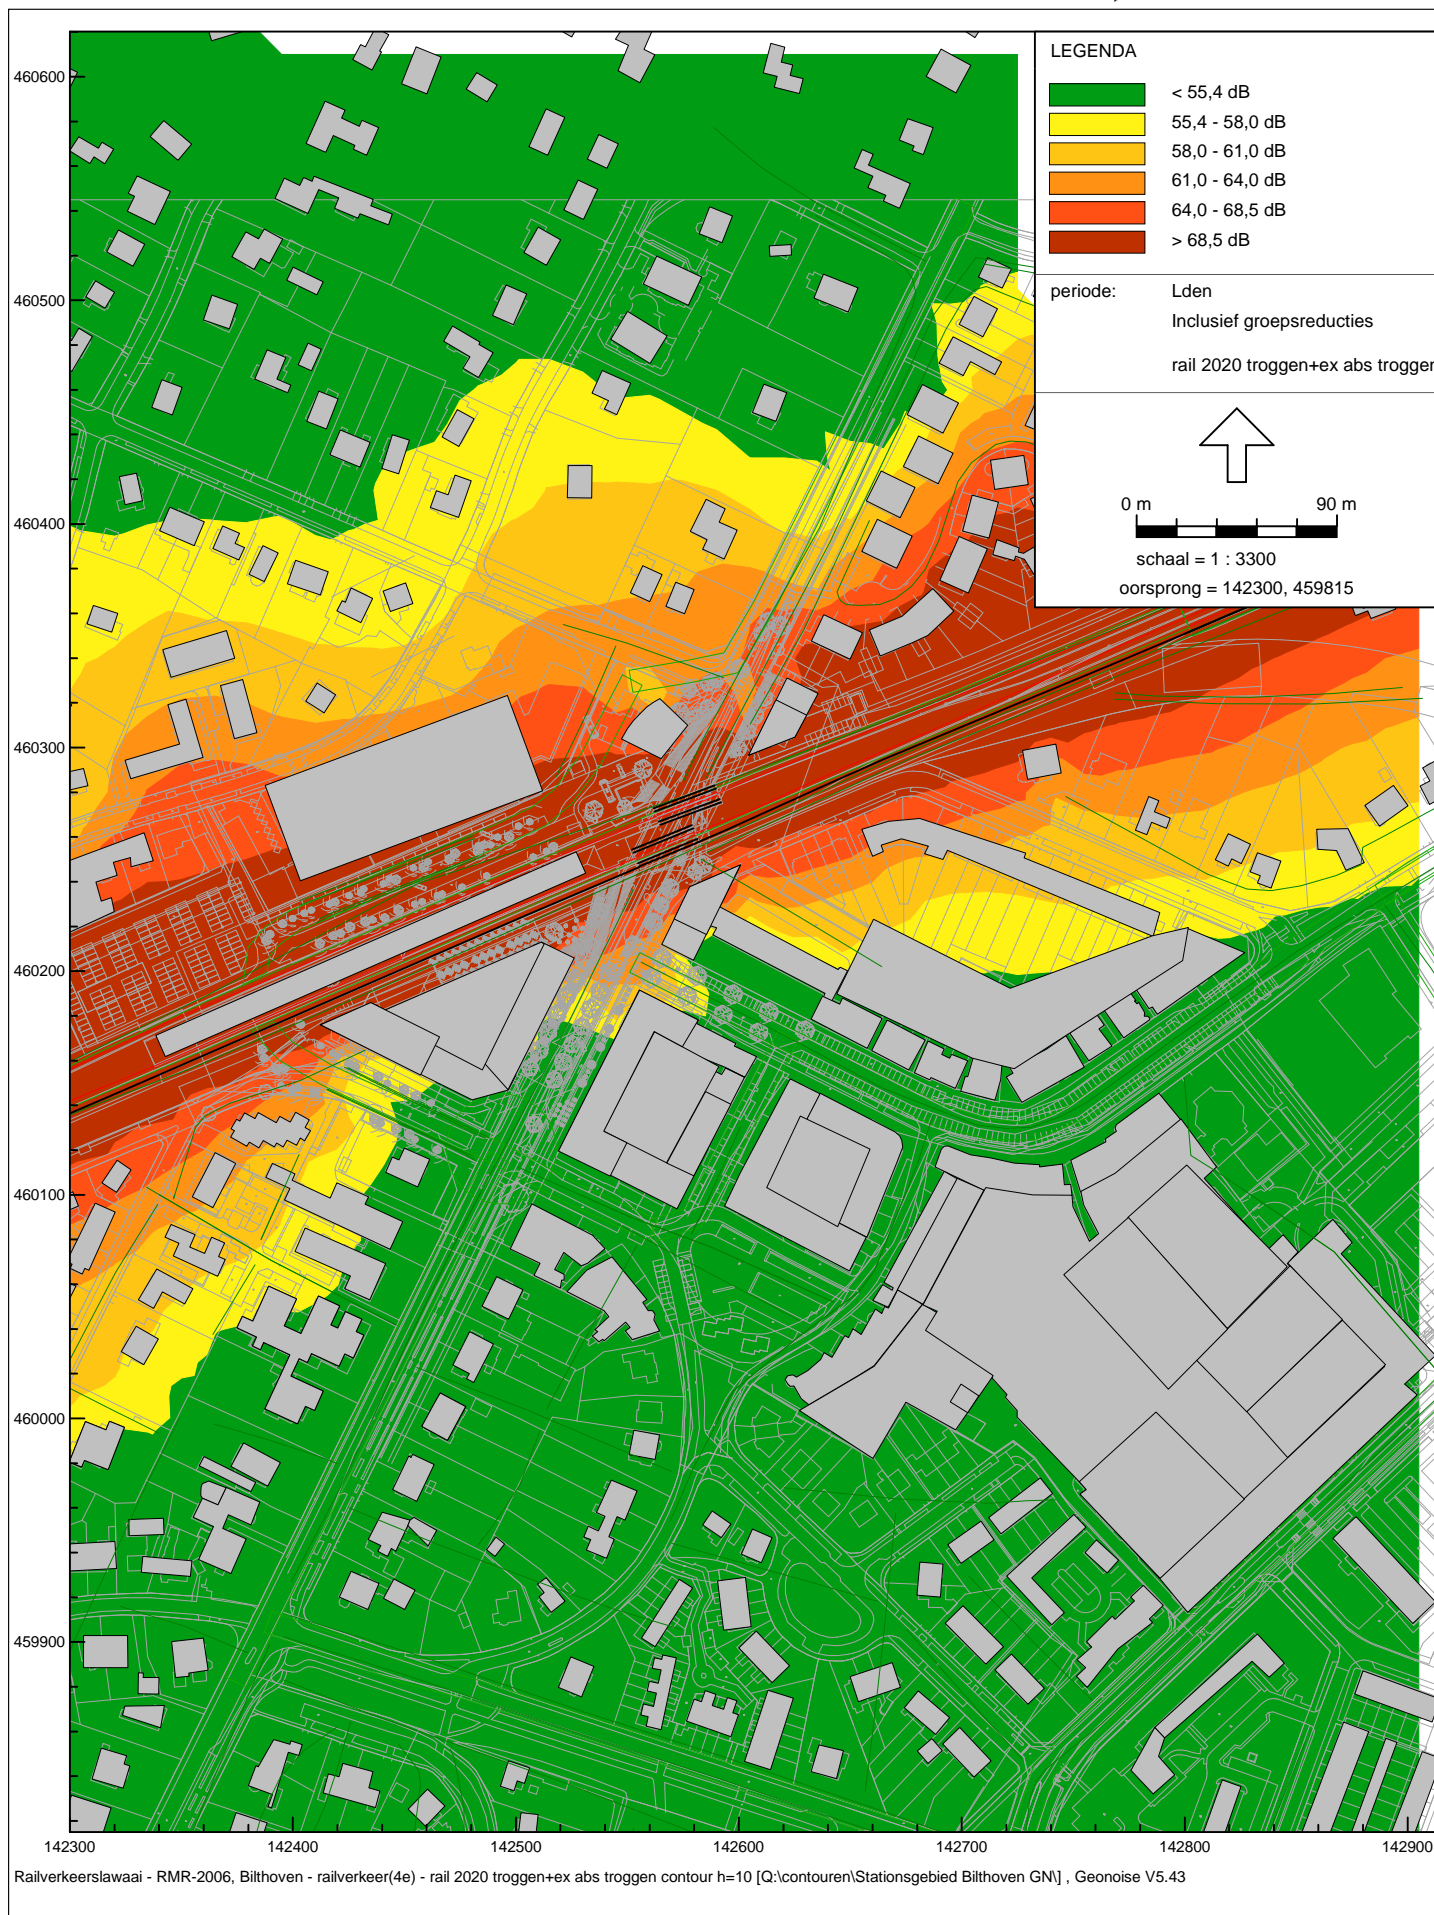 LEGENDA
< 55,4 dB
55,4 - 58,0 dB
58,0 - 61,0 dB
61,0 - 64,0 dB
64,0 - 68,5 dB
> 68,5 dB
periode: Lden
Inclusief groepsreducties
rail 2020 troggen+ex abs troggen
0 m 90 m
schaal = 1 : 3300
oorsprong = 142300, 459815
460600
460500
460400
460300
460200
460100
460000
459900
142300 142400 142500 142600 142700 142800 142900
Railverkeerslawaai - RMR-2006, Bilthoven - railverkeer(4e) - rail 2020 troggen+ex abs troggen contour h=10 [Q:\contouren\Stationsgebied Bilthoven GN\] , Geonoise V5.43